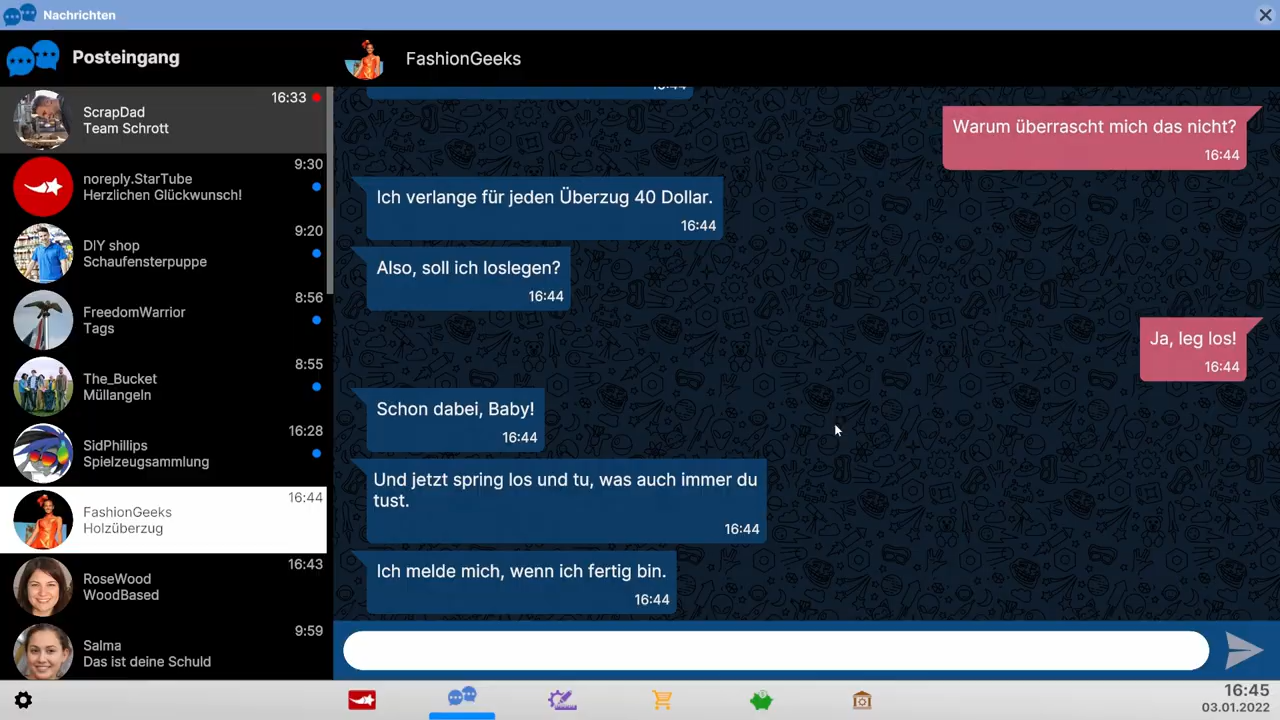 Nachrichten
Posteingang
ScrapDad
Team Schrott
16:33
noreply.StarTube
Herzlichen Glückwunsch!
9:30
DIY shop
Schaufensterpuppe
9:20
FreedomWarrior
Tags
8:56
The_Bucket
Müllangeln
8:55
SidPhillips
Spielzeugsammlung
16:28
FashionGeeks
Holzüberzug
16:44
RoseWood
WoodBased
16:43
Salma
Das ist deine Schuld
9:59
FashionGeeks
16:44
Warum überrascht mich das nicht?
16:44
Ich verlange für jeden Überzug 40 Dollar.
16:44
Also, soll ich loslegen?
16:44
Ja, leg los!
16:44
Schon dabei, Baby!
16:44
Und jetzt spring los und tu, was auch immer du
tust.
16:44
Ich melde mich, wenn ich fertig bin.
16:44
16:45
03.01.2022